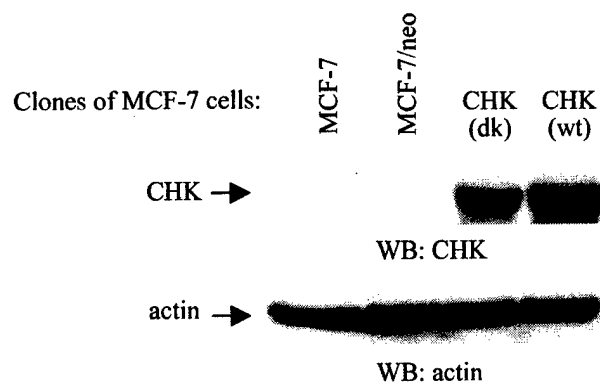 Clones of MCF-7 cells:
MCF-7
MCF-7/neo
CHK
(dk)
CHK
(wt)
CHK
WB: CHK
actin
WB: actin